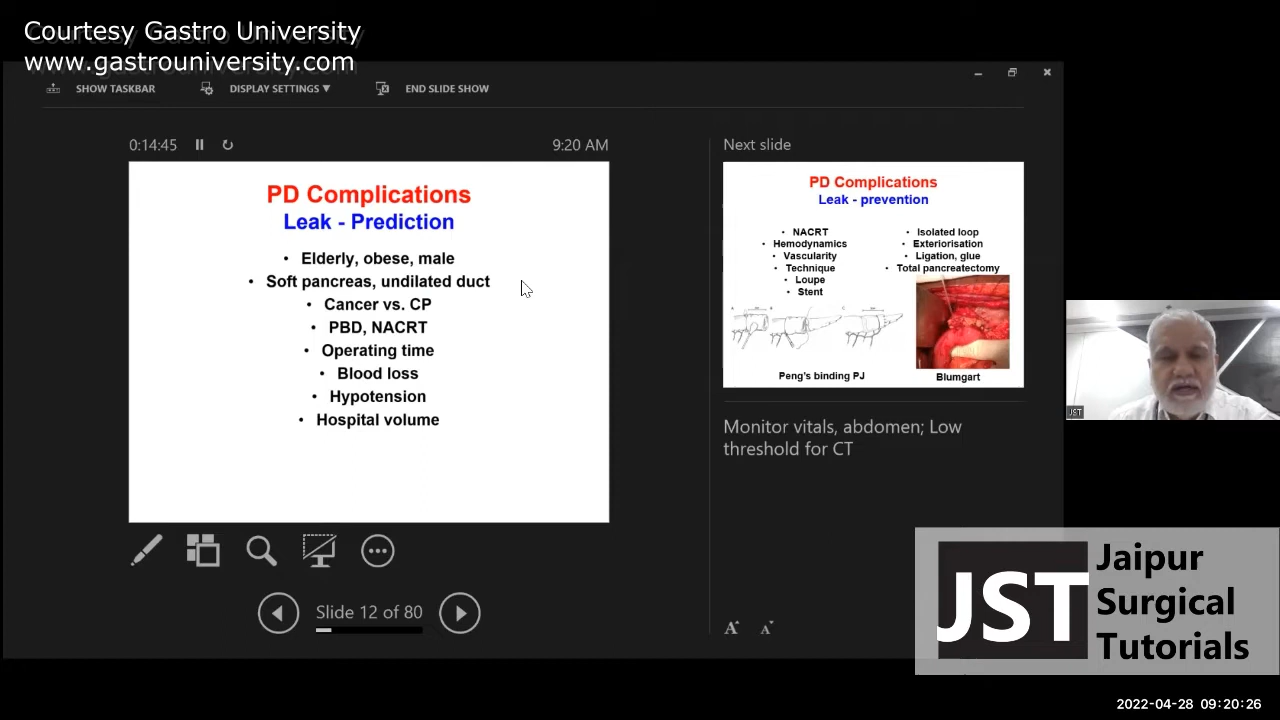 Courtesy Gastro University
www.gastrouniversity.com
SHOW TASKBAR
DISPLAY SETTINGS ▼
END SLIDE SHOW
0:14:45
9:20 AM
PD Complications
Leak - Prediction
• Elderly, obese, male
• Soft pancreas, undilated duct
• Cancer vs. CP
• PBD, NACRT
• Operating time
• Blood loss
• Hypotension
• Hospital volume
Slide 12 of 80
Next slide
PD Complications
Leak - prevention
• NACRT
• Hemodynamics
• Vascularity
• Technique
• Loupe
• Stent
• Isolated loop
• Exteriorisation
• Ligation, glue
• Total pancreatectomy
Peng's binding PJ
Blumgart
Monitor vitals, abdomen; Low
threshold for CT
A A
JST
JST
Jaipur
Surgical
Tutorials
2022-04-28 09:20:26